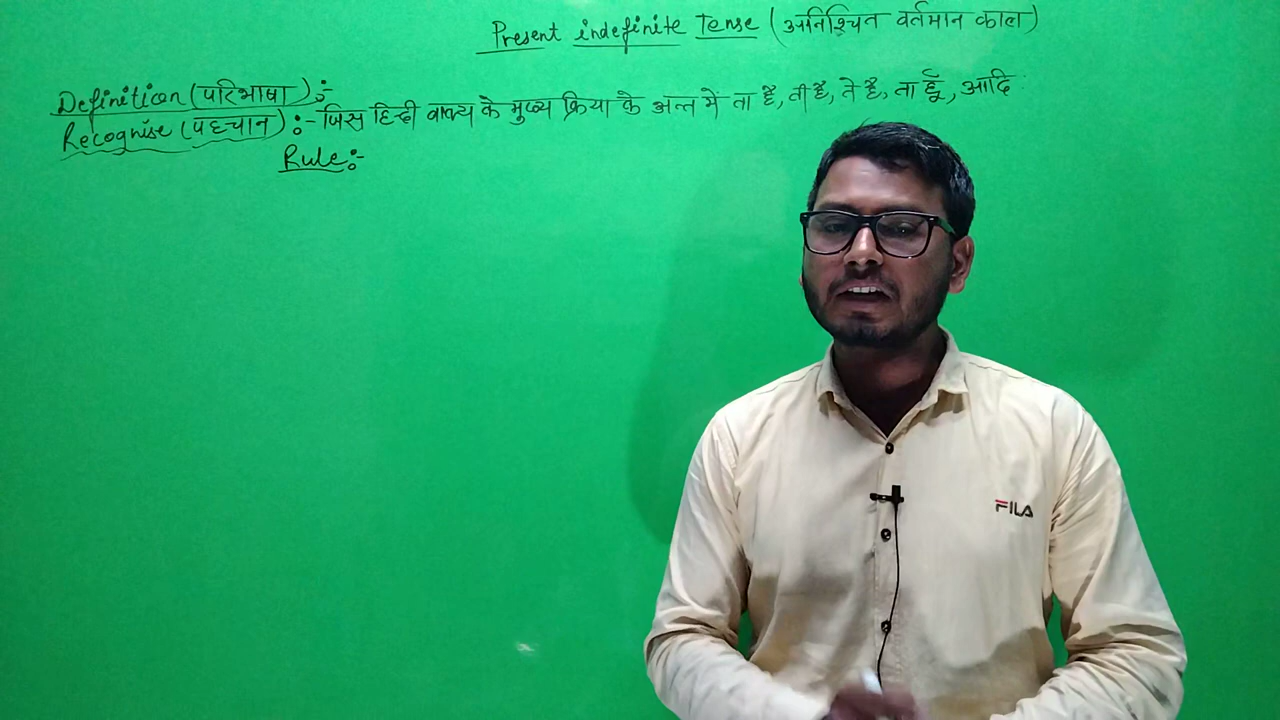 Present indefinite Tense (अनिश्चित वर्तमान काल)
Definition (परिभाषा) :-
Recognise (पहचान) :- जिस हिन्दी वाक्य के मुख्य क्रिया के अन्त में ता है, ती है, ते हैं, ता हूँ, आदि
Rule :-
FILA